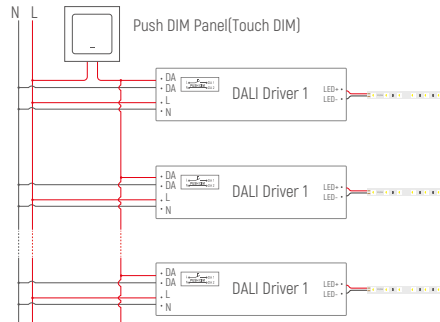 N L
Push DIM Panel(Touch DIM)
DA
DA
L
N
DALI Driver 1
LED+
LED-
DA
DA
L
N
DALI Driver 1
LED+
LED-
DA
DA
L
N
DALI Driver 1
LED+
LED-